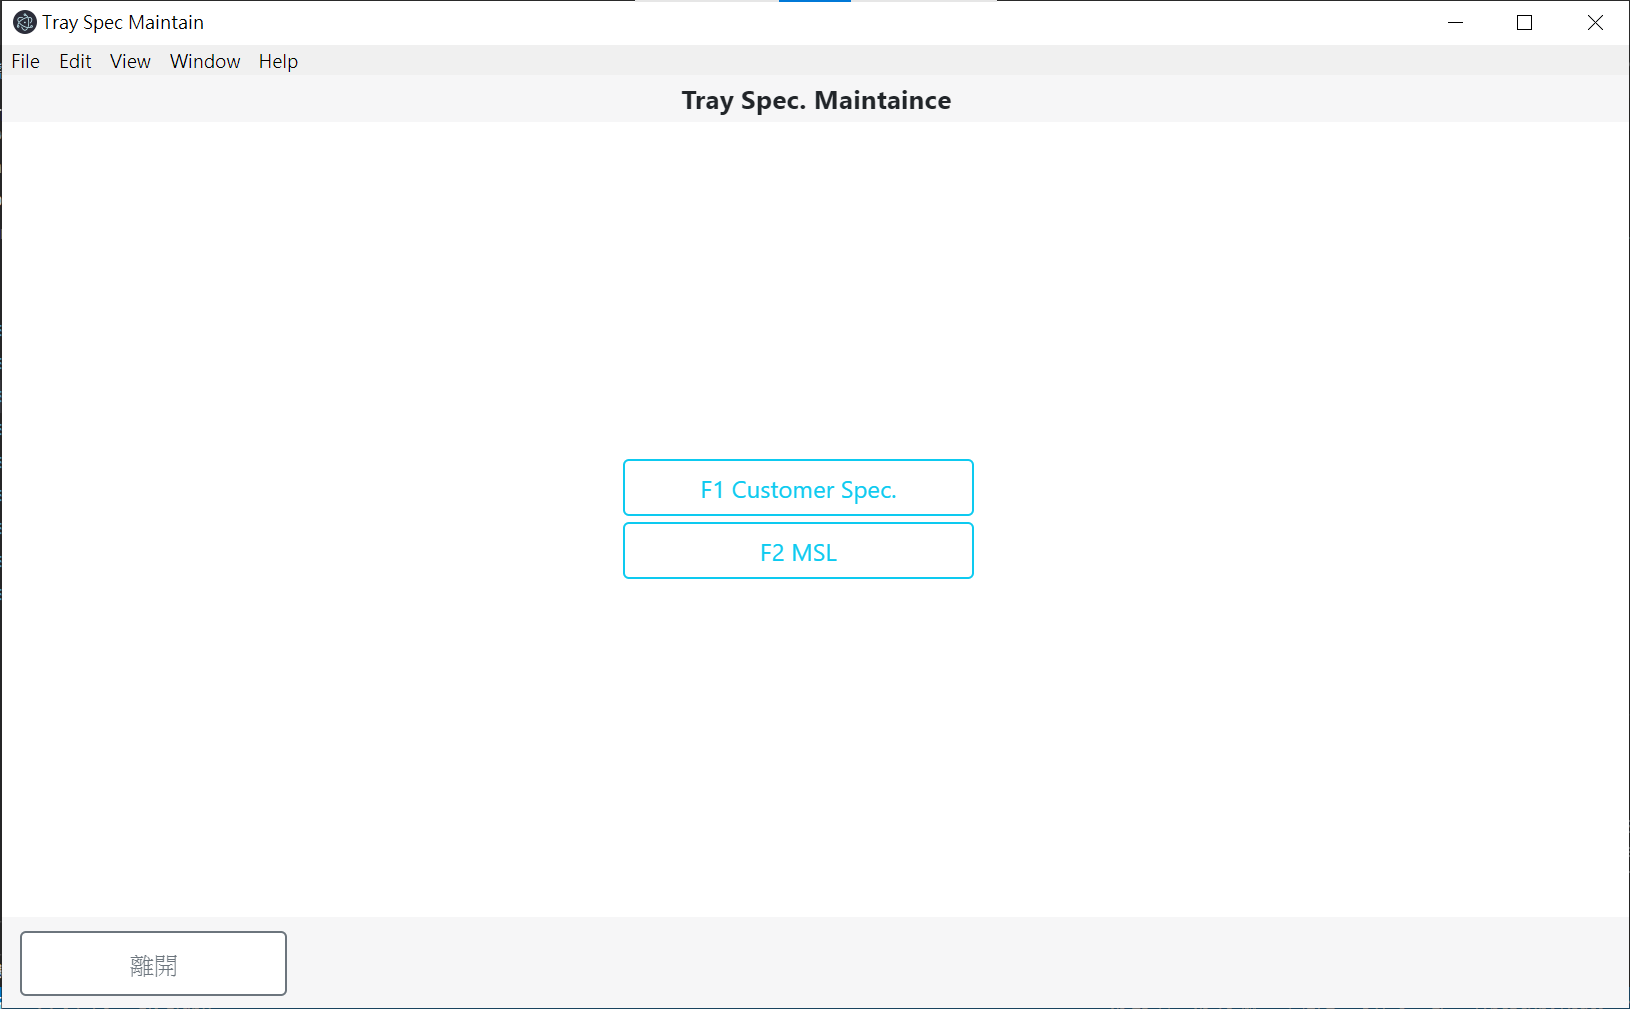 Tray Spec Maintain
File Edit View Window Help
Tray Spec. Maintaince
F1 Customer Spec.
F2 MSL
離開